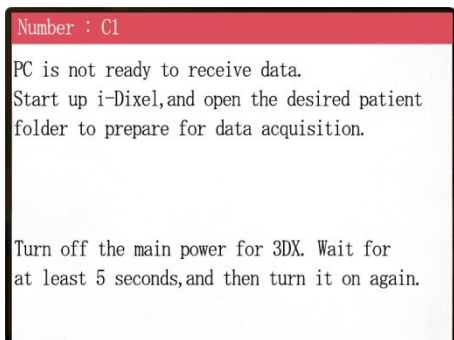 Number : C1
PC is not ready to receive data.
Start up i-Dixel,and open the desired patient
folder to prepare for data acquisition.
Turn off the main power for 3DX. Wait for
at least 5 seconds,and then turn it on again.